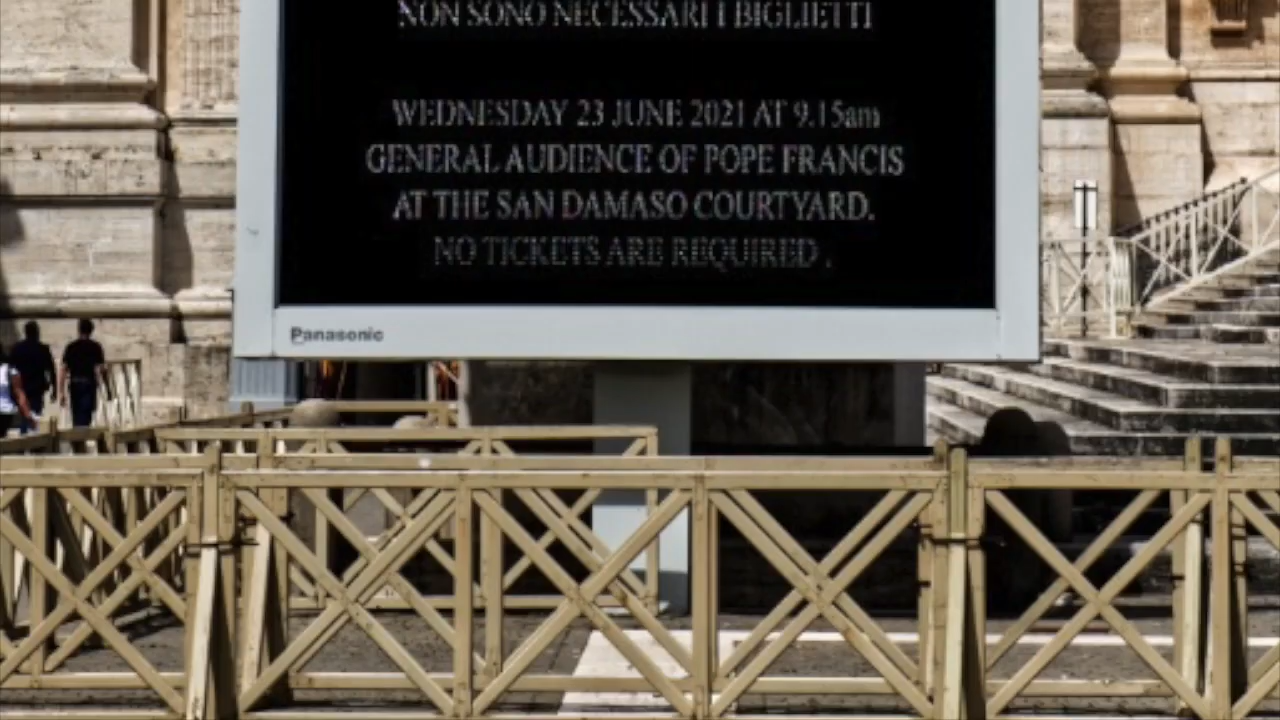 NON SONO NECESSARI I BIGLIETTI
WEDNESDAY 23 JUNE 2021 AT 9.15am
GENERAL AUDIENCE OF POPE FRANCIS
AT THE SAN DAMASO COURTYARD.
NO TICKETS ARE REQUIRED .
Panasonic